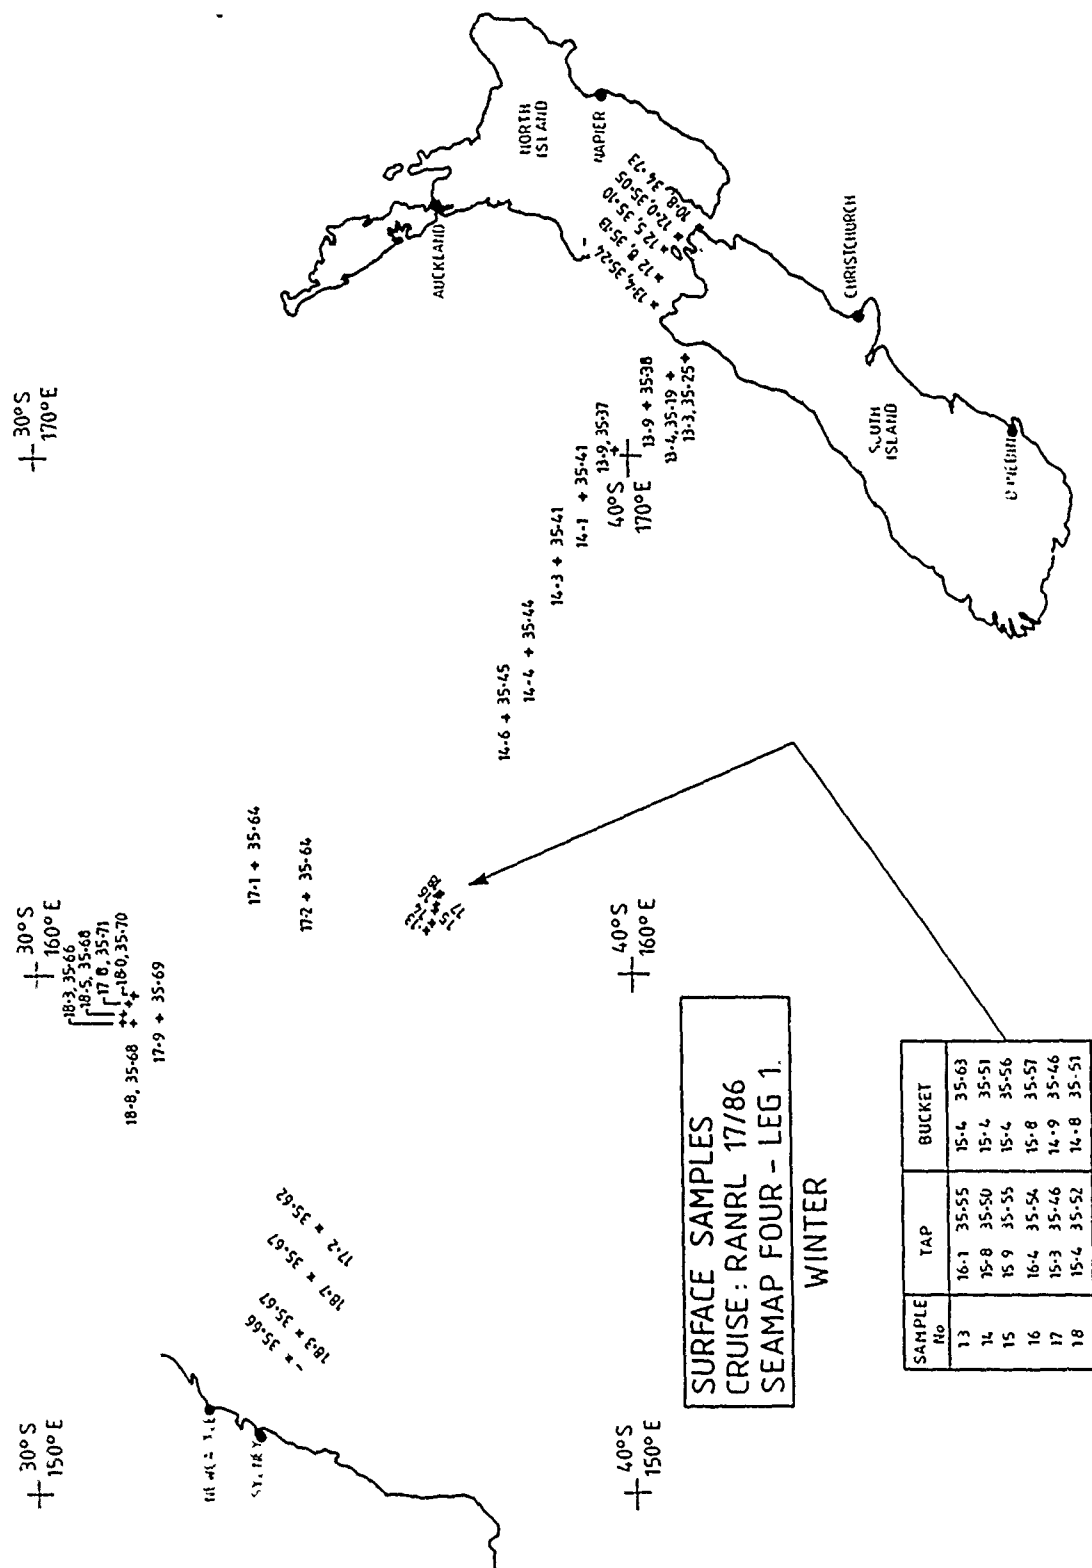 30°S
150°E
30°S
160°E
30°S
170°E
18·3, 35·66
18·5, 35·68
17 8, 35·71
18·0, 35·70
18·8, 35·68
17·9 + 35·69
17·1 + 35·64
17·2 + 35·64
- × 35·66
18·3 × 35·67
18·7 × 35·67
17·2 × 35·62
14·6 + 35·45
14·4 + 35·44
14·3 + 35·41
14·1 + 35·41
13·9, 35·37
40°S
170°E
13·9 + 35·38
13·4, 35·19 +
13·3, 35·25 +
× 13·4, 35·24
× 12 8, 35·13
× 12 5, 35·10
× 12·0, 35·05
10·8, 34·73
AUCKLAND
NORTH
ISLAND
NAPIER
CHRISTCHURCH
SOUTH
ISLAND
40°S
150°E
40°S
160°E
SURFACE SAMPLES
CRUISE: RANRL 17/86
SEAMAP FOUR - LEG 1.
WINTER
SAMPLE No TAP BUCKET
13 16·1 35·55 15·4 35·63
14 15·8 35·50 15·4 35·51
15 15 9 35·55 15·4 35·56
16 16·4 35·54 15·8 35·57
17 15·3 35·46 14·9 35·46
18 15·4 35·52 14·8 35·51